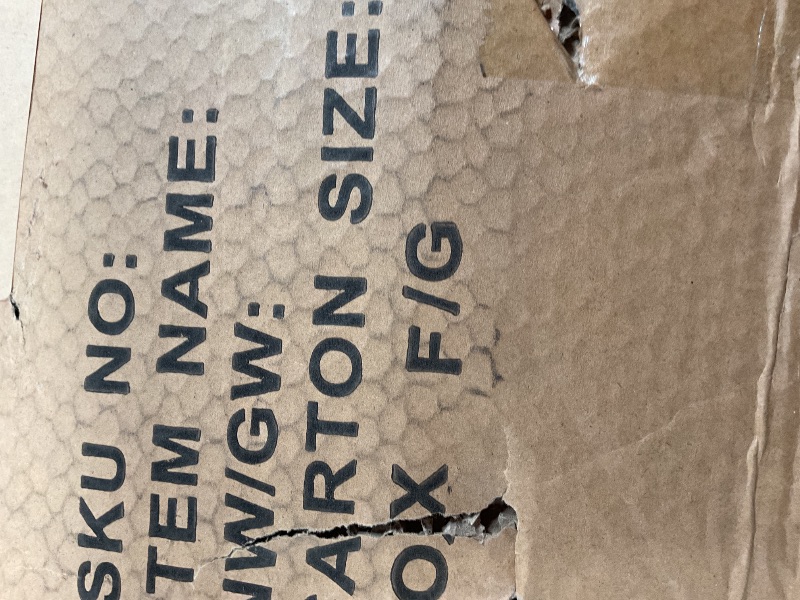 SKU NO:
TEM NAME:
NW/GW:
ARTON SIZE:
OX F/G